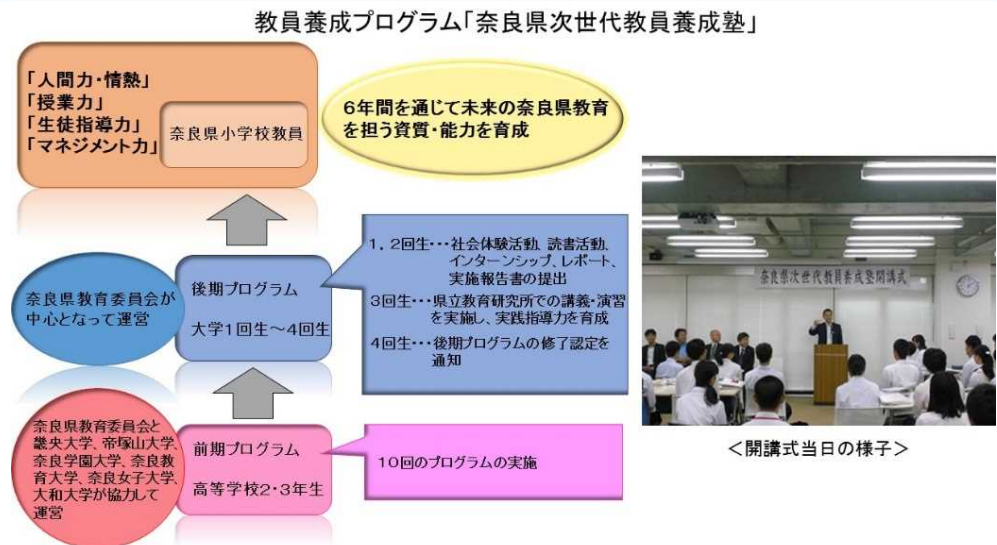 教員養成プログラム「奈良県次世代教員養成塾」
「人間力・情熱」
「授業力」
「生徒指導力」
「マネジメント力」
奈良県小学校教員
6年間を通じて未来の奈良県教育
を担う資質・能力を育成
奈良県教育委員会が
中心となって運営
後期プログラム
大学1回生～4回生
1，2回生・・・社会体験活動、読書活動、
インターンシップ、レポート、
実施報告書の提出
3回生・・・県立教育研究所での講義・演習
を実施し、実践指導力を育成
4回生・・・後期プログラムの修了認定を
通知
奈良県教育委員会と
畿央大学、帝塚山大学、
奈良学園大学、奈良教
育大学、奈良女子大学、
大和大学が協力して
運営
前期プログラム
高等学校2・3年生
10回のプログラムの実施
奈良県次世代教員養成塾開講式
＜開講式当日の様子＞